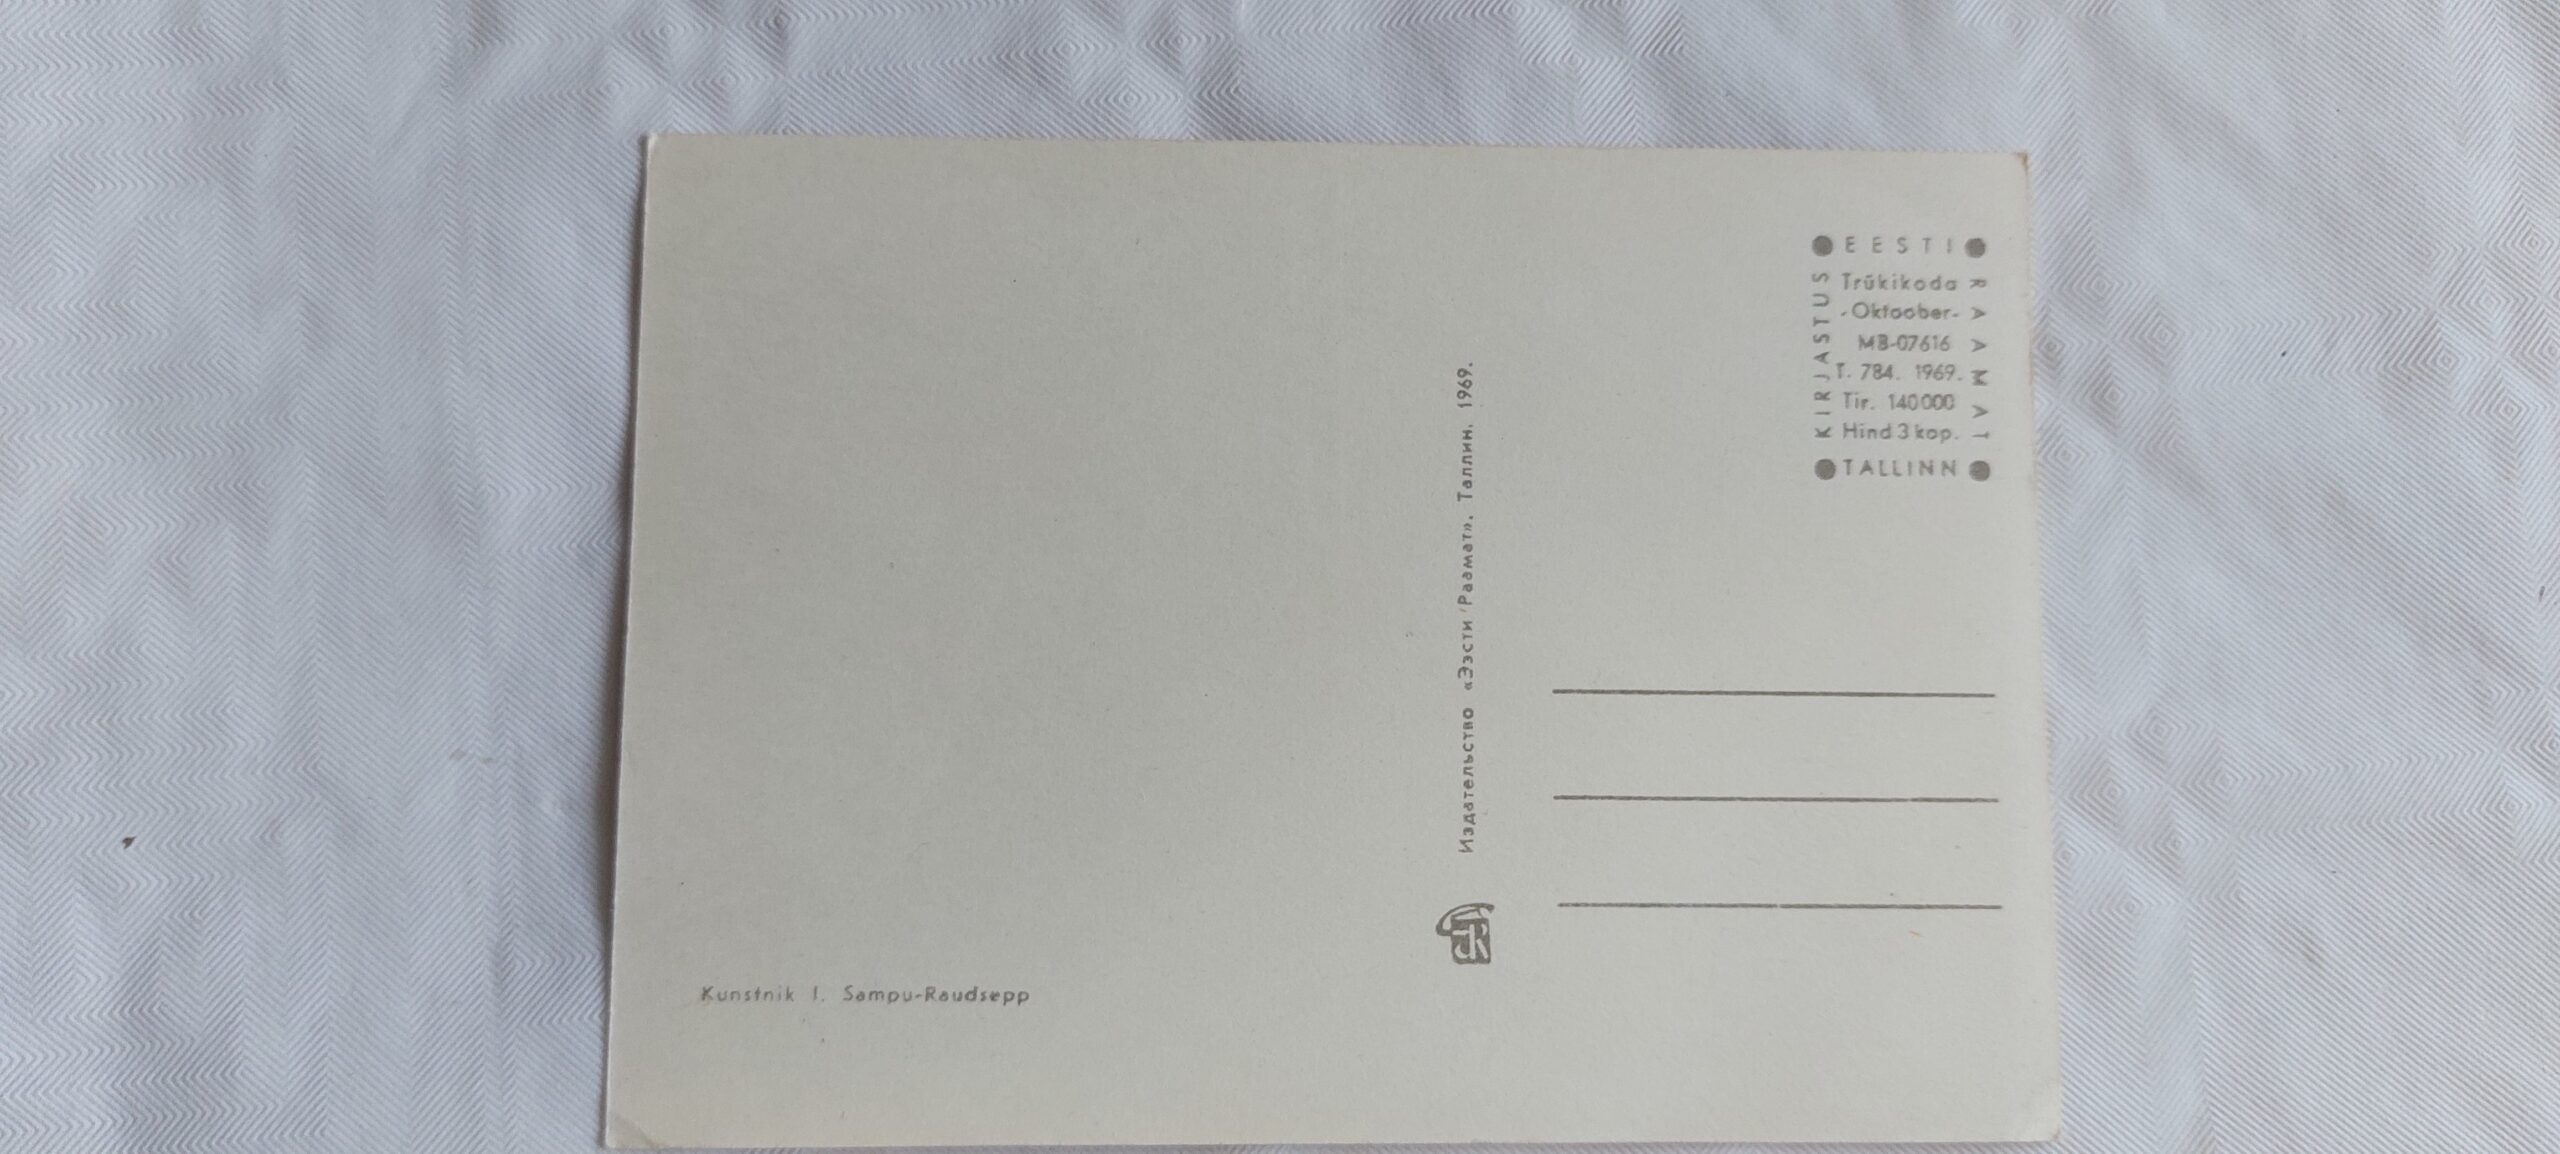 EESTI
RAAMAT
KIRJASTUS
Trükikoda
-Oktoober-
MB-07616
T. 784. 1969.
Tir. 140000
Hind 3 kop.
TALLINN
Издательство «Ээсти Раамат». Таллин. 1969.
Kunstnik I. Sampu-Raudsepp